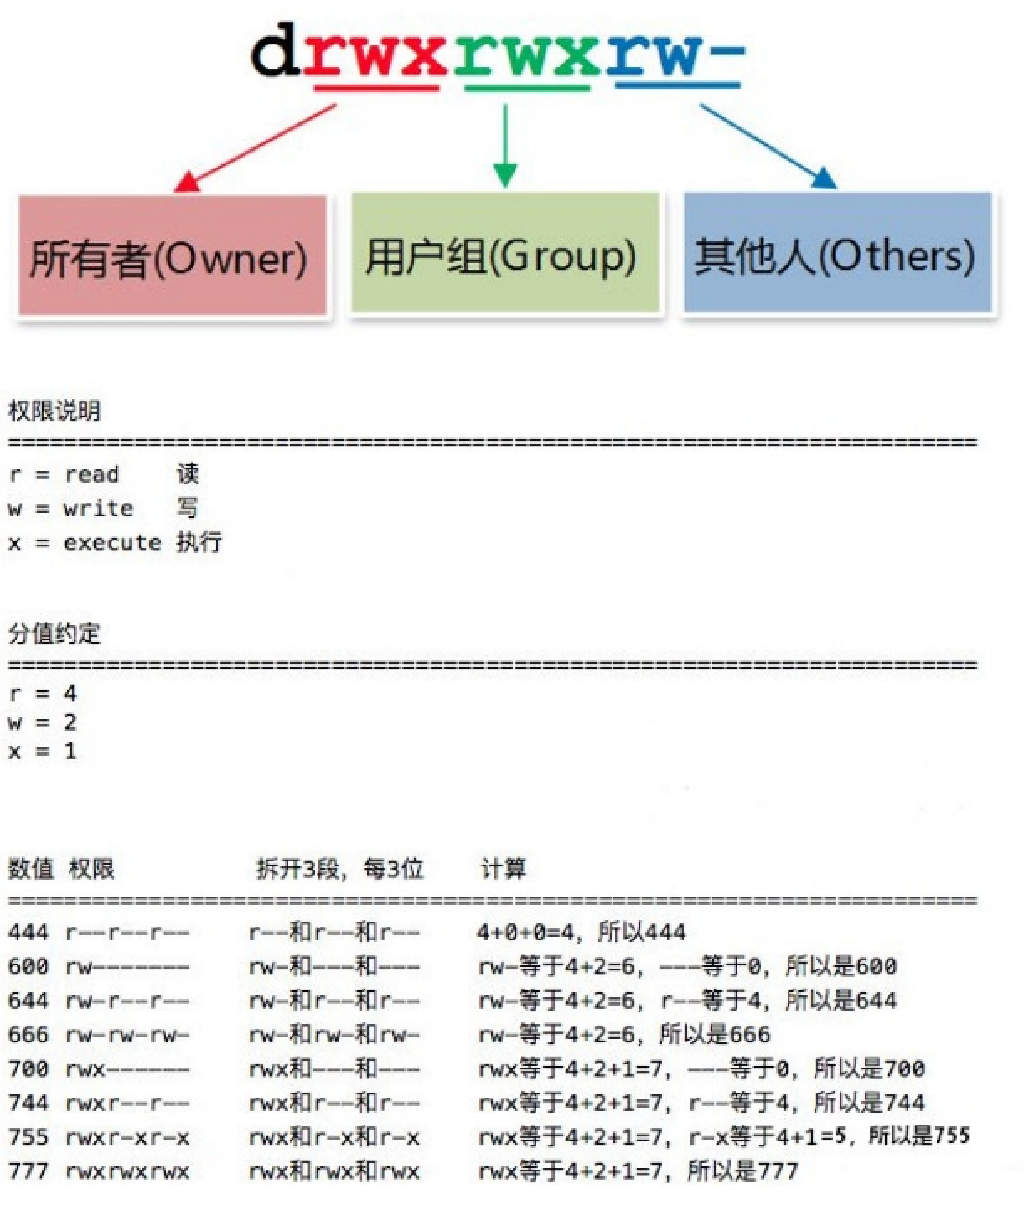 drwxrwxrw-
所有者(Owner) 用户组(Group) 其他人(Others)
权限说明
=====================================================================
r = read    读
w = write   写
x = execute 执行
分值约定
=====================================================================
r = 4
w = 2
x = 1
数值 权限 拆开3段，每3位 计算
=====================================================================
444 r--r--r-- r--和r--和r-- 4+0+0=4，所以444
600 rw------- rw-和---和--- rw-等于4+2=6，---等于0，所以是600
644 rw-r--r-- rw-和r--和r-- rw-等于4+2=6，r--等于4，所以是644
666 rw-rw-rw- rw-和rw-和rw- rw-等于4+2=6，所以是666
700 rwx------ rwx和---和--- rwx等于4+2+1=7，---等于0，所以是700
744 rwxr--r-- rwx和r--和r-- rwx等于4+2+1=7，r--等于4，所以是744
755 rwxr-xr-x rwx和r-x和r-x rwx等于4+2+1=7，r-x等于4+1=5，所以是755
777 rwxrwxrwx rwx和rwx和rwx rwx等于4+2+1=7，所以是777